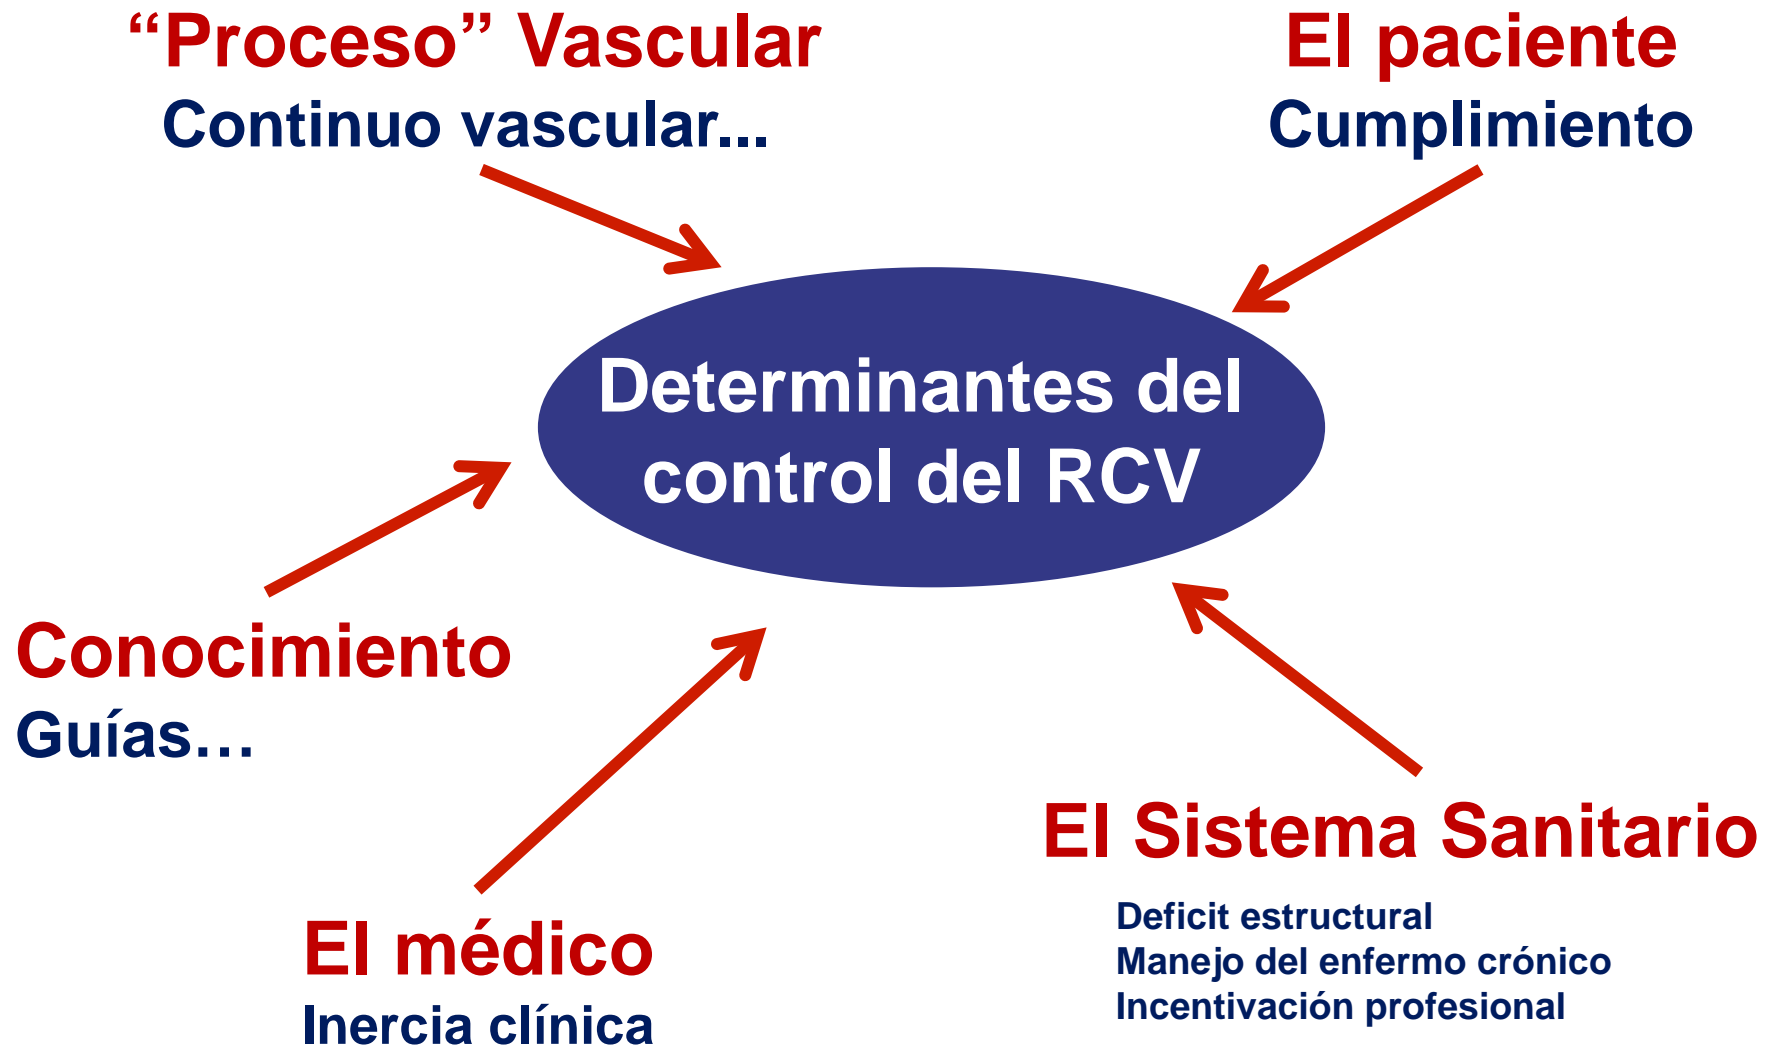 “Proceso” Vascular
Continuo vascular...
El paciente
Cumplimiento
Determinantes del
control del RCV
Conocimiento
Guías…
El médico
Inercia clínica
El Sistema Sanitario
Deficit estructural
Manejo del enfermo crónico
Incentivación profesional